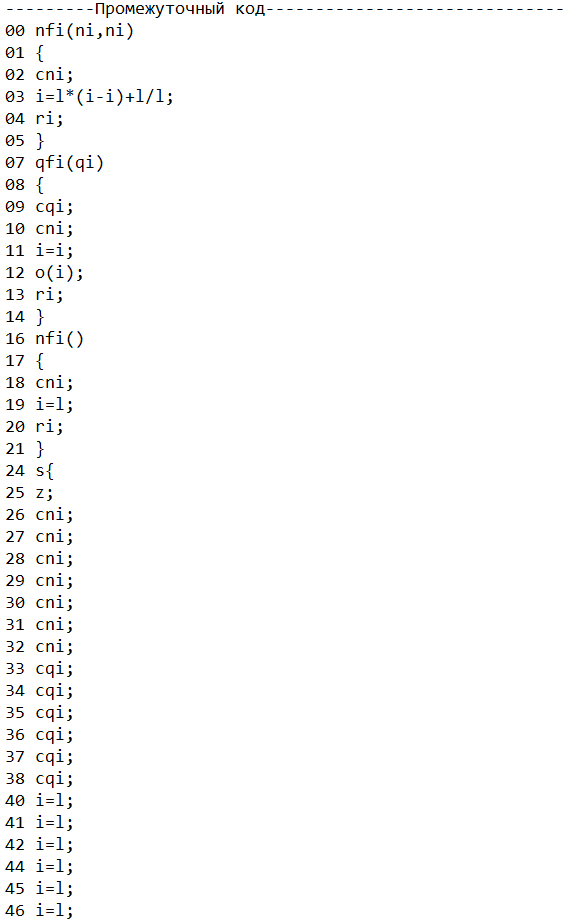 ---------Промежуточный код------------------------------
00 nfi(ni,ni)
01 {
02 cni;
03 i=l*(i-i)+l/l;
04 ri;
05 }
07 qfi(qi)
08 {
09 cqi;
10 cni;
11 i=i;
12 o(i);
13 ri;
14 }
16 nfi()
17 {
18 cni;
19 i=l;
20 ri;
21 }
24 s{
25 z;
26 cni;
27 cni;
28 cni;
29 cni;
30 cni;
31 cni;
32 cni;
33 cqi;
34 cqi;
35 cqi;
36 cqi;
37 cqi;
38 cqi;
40 i=l;
41 i=l;
42 i=l;
44 i=l;
45 i=l;
46 i=l;